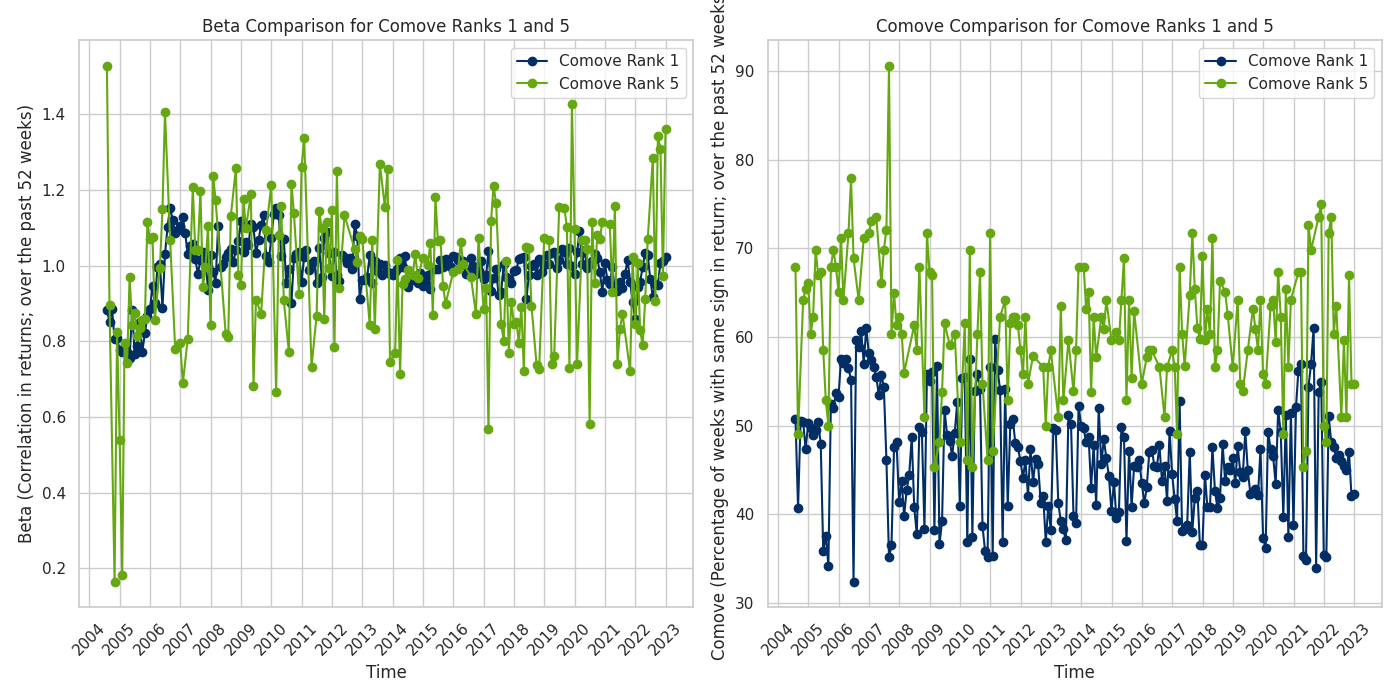 Beta Comparison for Comove Ranks 1 and 5
Comove Rank 1
Comove Rank 5
Beta (Correlation in returns; over the past 52 weeks)
1.4
1.2
1.0
0.8
0.6
0.4
0.2
2004 2005 2006 2007 2008 2009 2010 2011 2012 2013 2014 2015 2016 2017 2018 2019 2020 2021 2022 2023
Time
Comove Comparison for Comove Ranks 1 and 5
Comove Rank 1
Comove Rank 5
Comove (Percentage of weeks with same sign in return; over the past 52 weeks
90
80
70
60
50
40
30
2004 2005 2006 2007 2008 2009 2010 2011 2012 2013 2014 2015 2016 2017 2018 2019 2020 2021 2022 2023
Time